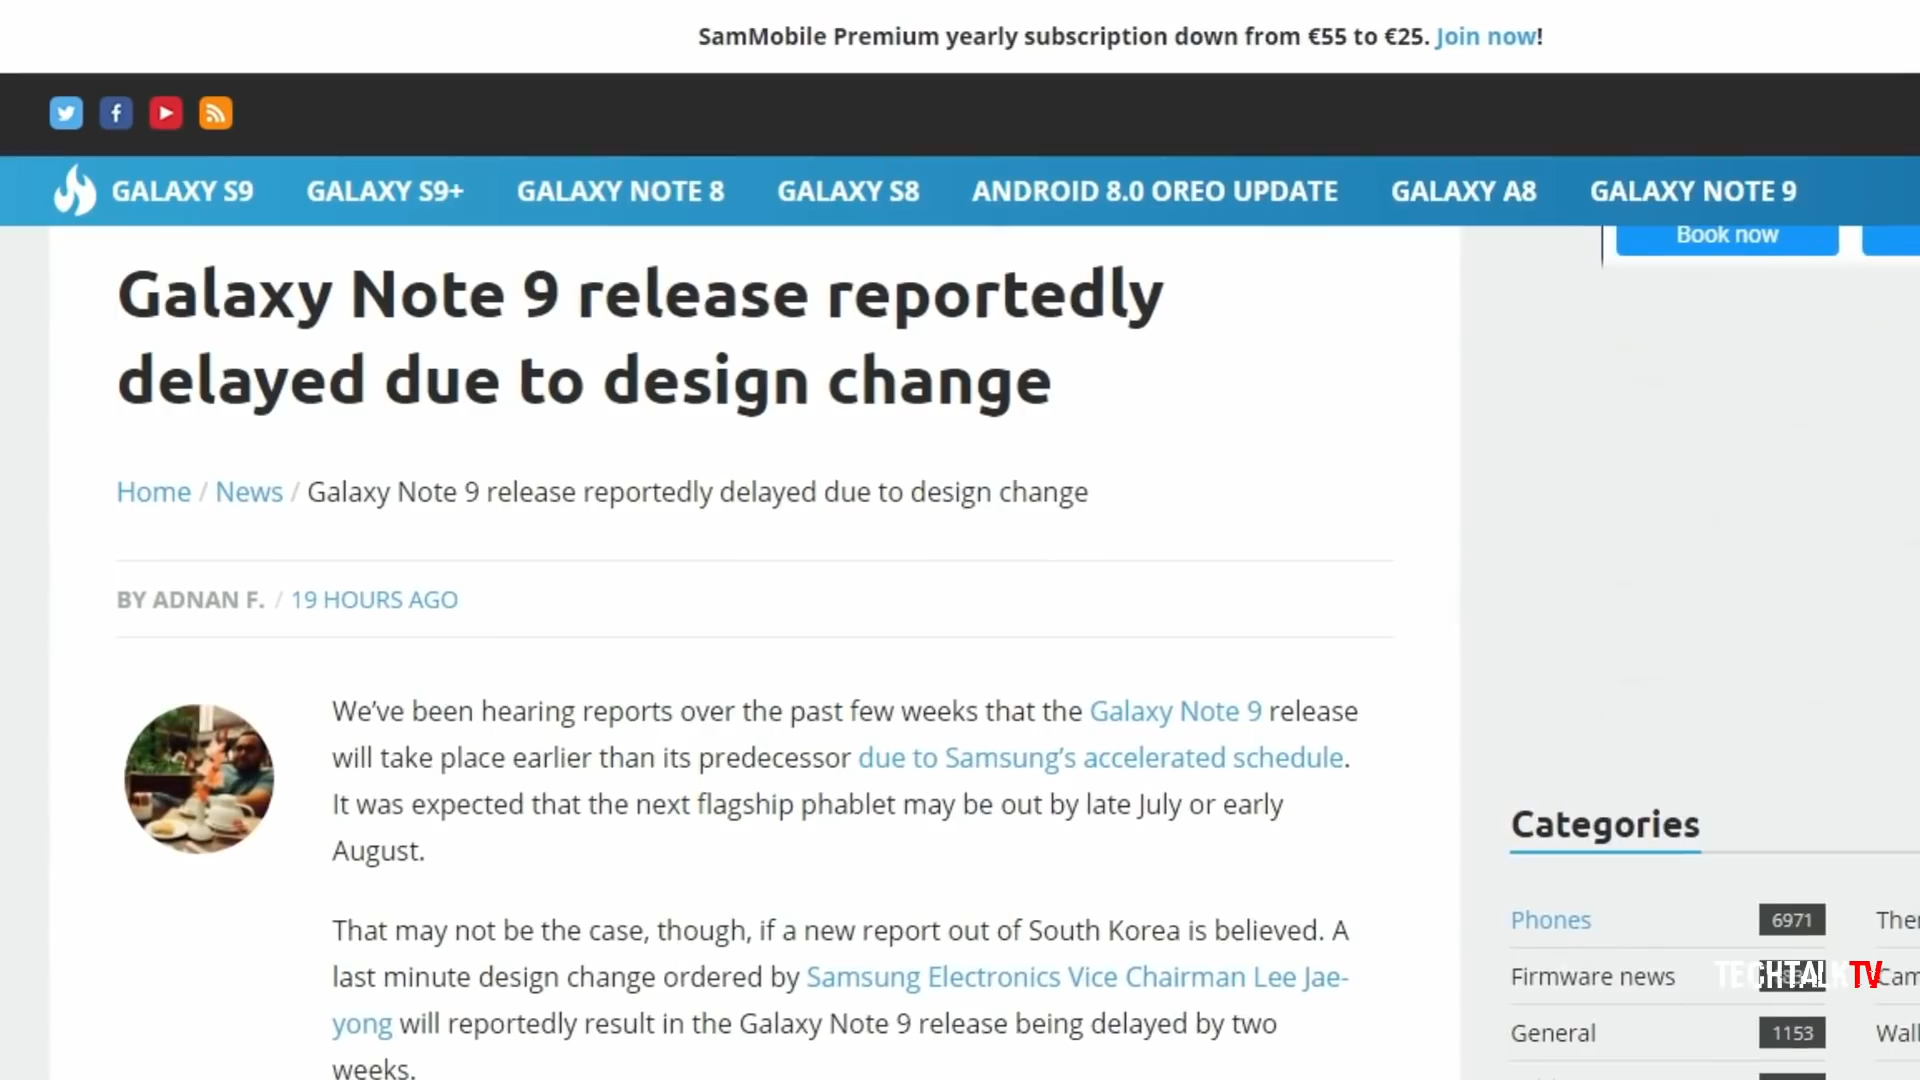 SamMobile Premium yearly subscription down from €55 to €25. Join now!
GALAXY S9 GALAXY S9+ GALAXY NOTE 8 GALAXY S8 ANDROID 8.0 OREO UPDATE GALAXY A8 GALAXY NOTE 9
Book now
Galaxy Note 9 release reportedly
delayed due to design change
Home / News / Galaxy Note 9 release reportedly delayed due to design change
BY ADNAN F. / 19 HOURS AGO
We've been hearing reports over the past few weeks that the Galaxy Note 9 release
will take place earlier than its predecessor due to Samsung's accelerated schedule.
It was expected that the next flagship phablet may be out by late July or early
August.
That may not be the case, though, if a new report out of South Korea is believed. A
last minute design change ordered by Samsung Electronics Vice Chairman Lee Jae-
yong will reportedly result in the Galaxy Note 9 release being delayed by two
weeks.
Categories
Phones 6971
Firmware news
General 1153
TECHTALKTV